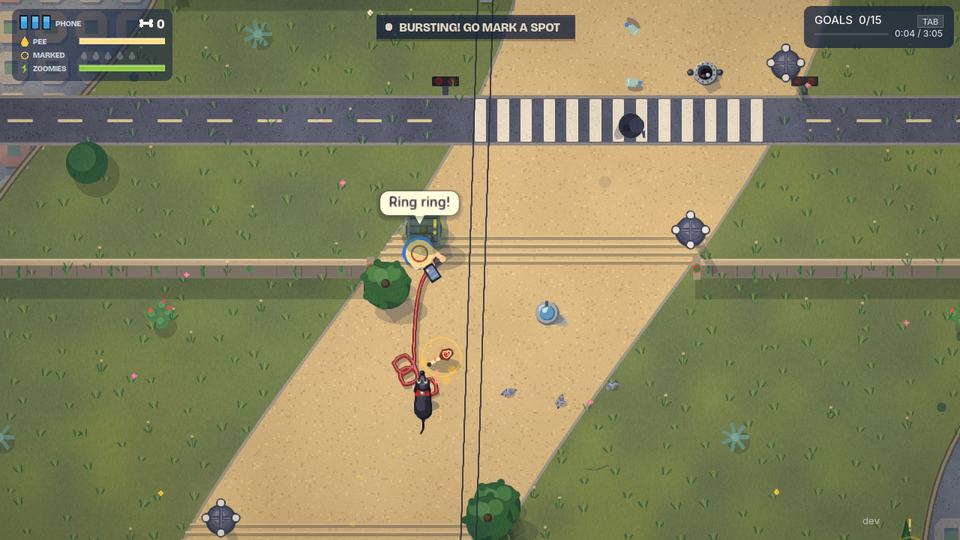 PHONE
0
PEE
MARKED
ZOOMIES
BURSTING! GO MARK A SPOT
GOALS 0/15
TAB
0:04 / 3:05
Ring ring!
dev